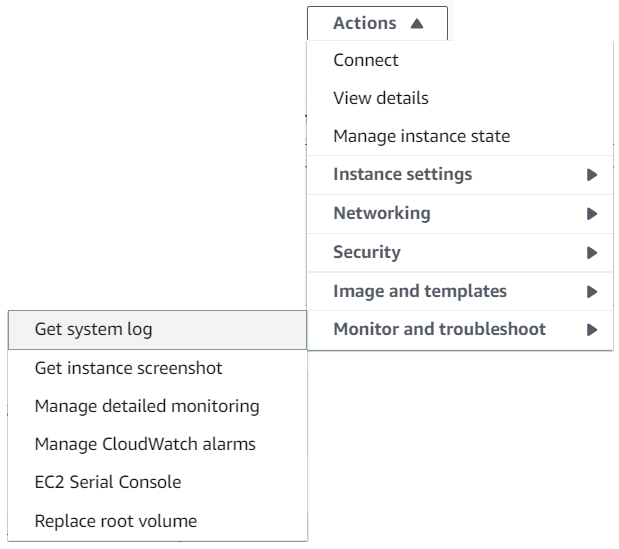 Actions
Connect
View details
Manage instance state
Instance settings
Networking
Security
Image and templates
Monitor and troubleshoot
Get system log
Get instance screenshot
Manage detailed monitoring
Manage CloudWatch alarms
EC2 Serial Console
Replace root volume